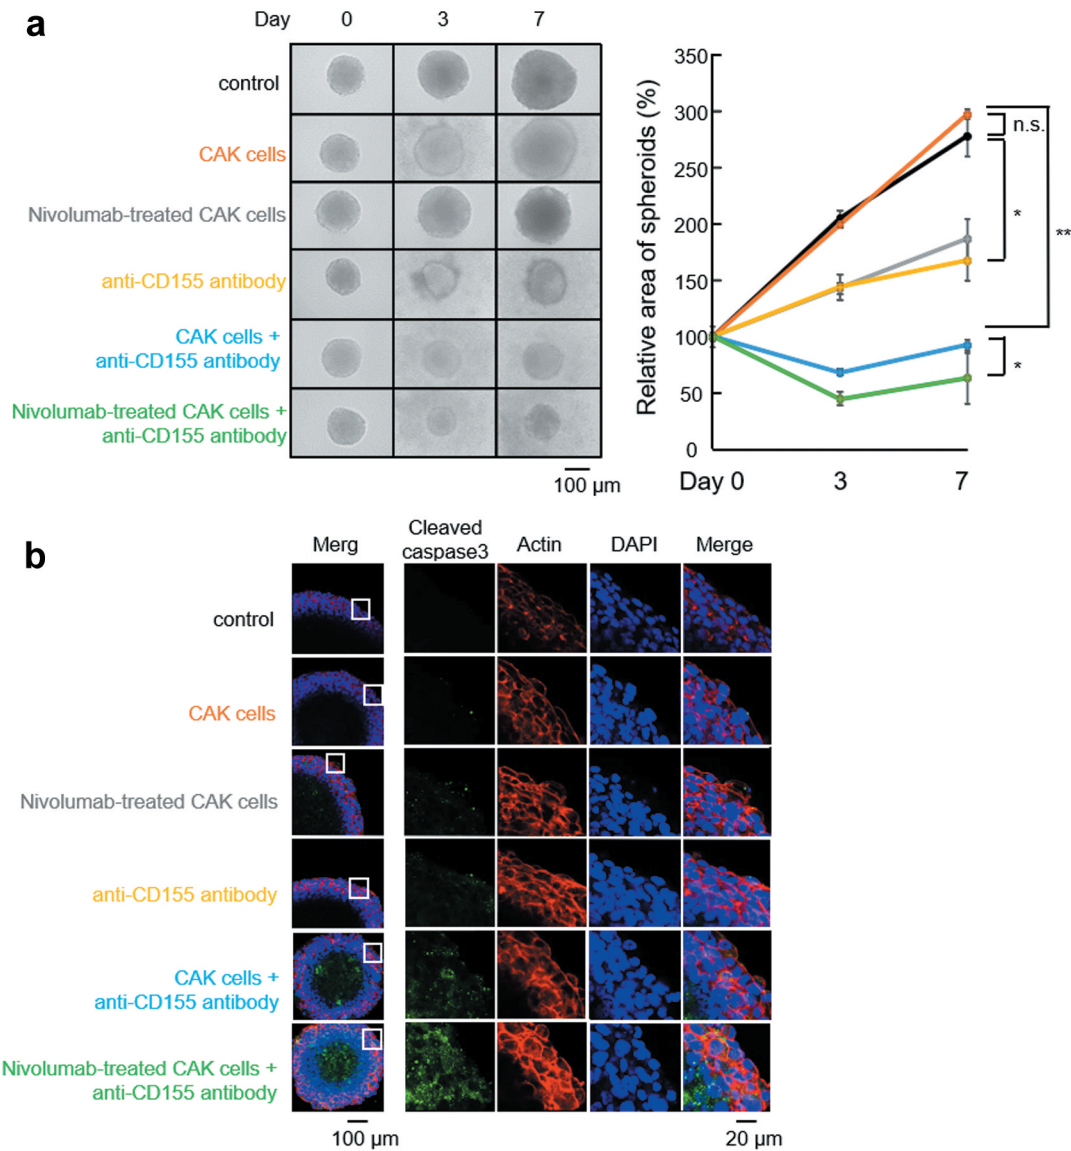 a
Day 0 3 7
control
CAK cells
Nivolumab-treated CAK cells
anti-CD155 antibody
CAK cells +
anti-CD155 antibody
Nivolumab-treated CAK cells +
anti-CD155 antibody
100 µm
Relative area of spheroids (%)
350
300
250
200
150
100
50
0
Day 0 3 7
n.s.
*
**
*
b
Merg
Cleaved
caspase3
Actin
DAPI
Merge
control
CAK cells
Nivolumab-treated CAK cells
anti-CD155 antibody
CAK cells +
anti-CD155 antibody
Nivolumab-treated CAK cells +
anti-CD155 antibody
100 µm
20 µm